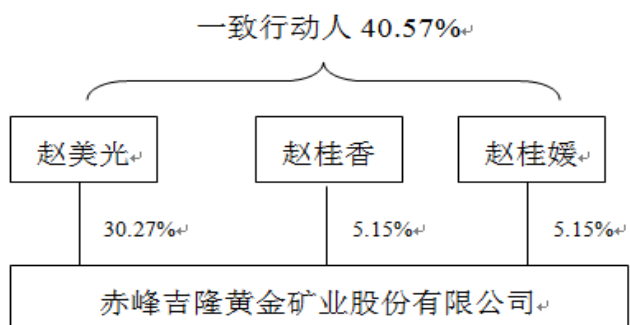 一致行动人 40.57%
赵美光 赵桂香 赵桂媛
30.27% 5.15% 5.15%
赤峰吉隆黄金矿业股份有限公司